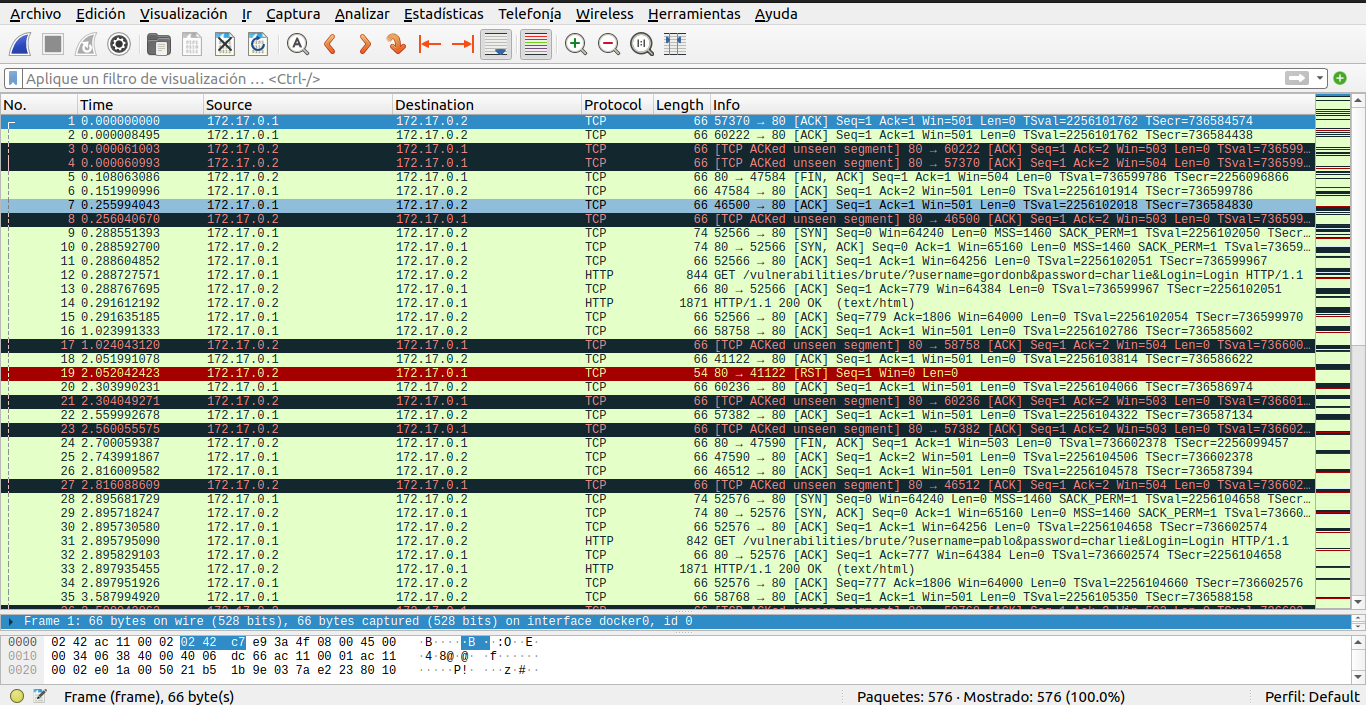 Archivo Edición Visualización Ir Captura Analizar Estadísticas Telefonía Wireless Herramientas Ayuda
Aplique un filtro de visualización … <Ctrl-/>
No. Time Source Destination Protocol Length Info
1 0.000000000 172.17.0.1 172.17.0.2 TCP 66 57370 → 80 [ACK] Seq=1 Ack=1 Win=501 Len=0 TSval=2256101762 TSecr=736584574
2 0.000008495 172.17.0.1 172.17.0.2 TCP 66 60222 → 80 [ACK] Seq=1 Ack=1 Win=501 Len=0 TSval=2256101762 TSecr=736584438
3 0.000061003 172.17.0.2 172.17.0.1 TCP 66 [TCP ACKed unseen segment] 80 → 60222 [ACK] Seq=1 Ack=2 Win=503 Len=0 TSval=736599…
4 0.000060993 172.17.0.2 172.17.0.1 TCP 66 [TCP ACKed unseen segment] 80 → 57370 [ACK] Seq=1 Ack=2 Win=504 Len=0 TSval=736599…
5 0.108063086 172.17.0.2 172.17.0.1 TCP 66 80 → 47584 [FIN, ACK] Seq=1 Ack=1 Win=504 Len=0 TSval=736599786 TSecr=2256096866
6 0.151990996 172.17.0.1 172.17.0.2 TCP 66 47584 → 80 [ACK] Seq=1 Ack=2 Win=501 Len=0 TSval=2256101914 TSecr=736599786
7 0.255994043 172.17.0.1 172.17.0.2 TCP 66 46500 → 80 [ACK] Seq=1 Ack=1 Win=501 Len=0 TSval=2256102018 TSecr=736584830
8 0.256040670 172.17.0.2 172.17.0.1 TCP 66 [TCP ACKed unseen segment] 80 → 46500 [ACK] Seq=1 Ack=2 Win=503 Len=0 TSval=736599…
9 0.288551393 172.17.0.1 172.17.0.2 TCP 74 52566 → 80 [SYN] Seq=0 Win=64240 Len=0 MSS=1460 SACK_PERM=1 TSval=2256102050 TSecr…
10 0.288592700 172.17.0.2 172.17.0.1 TCP 74 80 → 52566 [SYN, ACK] Seq=0 Ack=1 Win=65160 Len=0 MSS=1460 SACK_PERM=1 TSval=73659…
11 0.288604852 172.17.0.1 172.17.0.2 TCP 66 52566 → 80 [ACK] Seq=1 Ack=1 Win=64256 Len=0 TSval=2256102051 TSecr=736599967
12 0.288727571 172.17.0.1 172.17.0.2 HTTP 844 GET /vulnerabilities/brute/?username=gordonb&password=charlie&Login=Login HTTP/1.1
13 0.288767695 172.17.0.2 172.17.0.1 TCP 66 80 → 52566 [ACK] Seq=1 Ack=779 Win=64384 Len=0 TSval=736599967 TSecr=2256102051
14 0.291612192 172.17.0.2 172.17.0.1 HTTP 1871 HTTP/1.1 200 OK (text/html)
15 0.291635185 172.17.0.1 172.17.0.2 TCP 66 52566 → 80 [ACK] Seq=779 Ack=1806 Win=64000 Len=0 TSval=2256102054 TSecr=736599970
16 1.023991333 172.17.0.1 172.17.0.2 TCP 66 58758 → 80 [ACK] Seq=1 Ack=1 Win=501 Len=0 TSval=2256102786 TSecr=736585602
17 1.024043120 172.17.0.2 172.17.0.1 TCP 66 [TCP ACKed unseen segment] 80 → 58758 [ACK] Seq=1 Ack=2 Win=504 Len=0 TSval=736600…
18 2.051991078 172.17.0.1 172.17.0.2 TCP 66 41122 → 80 [ACK] Seq=1 Ack=1 Win=501 Len=0 TSval=2256103814 TSecr=736586622
19 2.052042423 172.17.0.2 172.17.0.1 TCP 54 80 → 41122 [RST] Seq=1 Win=0 Len=0
20 2.303990231 172.17.0.1 172.17.0.2 TCP 66 60236 → 80 [ACK] Seq=1 Ack=1 Win=501 Len=0 TSval=2256104066 TSecr=736586974
21 2.304049271 172.17.0.2 172.17.0.1 TCP 66 [TCP ACKed unseen segment] 80 → 60236 [ACK] Seq=1 Ack=2 Win=503 Len=0 TSval=736601…
22 2.559992678 172.17.0.1 172.17.0.2 TCP 66 57382 → 80 [ACK] Seq=1 Ack=1 Win=501 Len=0 TSval=2256104322 TSecr=736587134
23 2.560055575 172.17.0.2 172.17.0.1 TCP 66 [TCP ACKed unseen segment] 80 → 57382 [ACK] Seq=1 Ack=2 Win=504 Len=0 TSval=736602…
24 2.700059387 172.17.0.2 172.17.0.1 TCP 66 80 → 47590 [FIN, ACK] Seq=1 Ack=1 Win=503 Len=0 TSval=736602378 TSecr=2256099457
25 2.743991867 172.17.0.1 172.17.0.2 TCP 66 47590 → 80 [ACK] Seq=1 Ack=2 Win=501 Len=0 TSval=2256104506 TSecr=736602378
26 2.816009582 172.17.0.1 172.17.0.2 TCP 66 46512 → 80 [ACK] Seq=1 Ack=1 Win=501 Len=0 TSval=2256104578 TSecr=736587394
27 2.816088609 172.17.0.2 172.17.0.1 TCP 66 [TCP ACKed unseen segment] 80 → 46512 [ACK] Seq=1 Ack=2 Win=504 Len=0 TSval=736602…
28 2.895681729 172.17.0.1 172.17.0.2 TCP 74 52576 → 80 [SYN] Seq=0 Win=64240 Len=0 MSS=1460 SACK_PERM=1 TSval=2256104658 TSecr…
29 2.895718247 172.17.0.2 172.17.0.1 TCP 74 80 → 52576 [SYN, ACK] Seq=0 Ack=1 Win=65160 Len=0 MSS=1460 SACK_PERM=1 TSval=73660…
30 2.895730580 172.17.0.1 172.17.0.2 TCP 66 52576 → 80 [ACK] Seq=1 Ack=1 Win=64256 Len=0 TSval=2256104658 TSecr=736602574
31 2.895795090 172.17.0.1 172.17.0.2 HTTP 842 GET /vulnerabilities/brute/?username=pablo&password=charlie&Login=Login HTTP/1.1
32 2.895829103 172.17.0.2 172.17.0.1 TCP 66 80 → 52576 [ACK] Seq=1 Ack=777 Win=64384 Len=0 TSval=736602574 TSecr=2256104658
33 2.897935455 172.17.0.2 172.17.0.1 HTTP 1871 HTTP/1.1 200 OK (text/html)
34 2.897951926 172.17.0.1 172.17.0.2 TCP 66 52576 → 80 [ACK] Seq=777 Ack=1806 Win=64000 Len=0 TSval=2256104660 TSecr=736602576
35 3.587994920 172.17.0.1 172.17.0.2 TCP 66 58768 → 80 [ACK] Seq=1 Ack=1 Win=501 Len=0 TSval=2256105350 TSecr=736588158
Frame 1: 66 bytes on wire (528 bits), 66 bytes captured (528 bits) on interface docker0, id 0
0000 02 42 ac 11 00 02 02 42 c7 e9 3a 4f 08 00 45 00 ·B·····B ··:O··E·
0010 00 34 06 38 40 00 40 06 dc 66 ac 11 00 01 ac 11 ·4·8@·@· ·f······
0020 00 02 e0 1a 00 50 21 b5 1b 9e 03 7a e2 23 80 10 ·····P!· ···z·#··
Frame (frame), 66 byte(s) Paquetes: 576 · Mostrado: 576 (100.0%) Perfil: Default